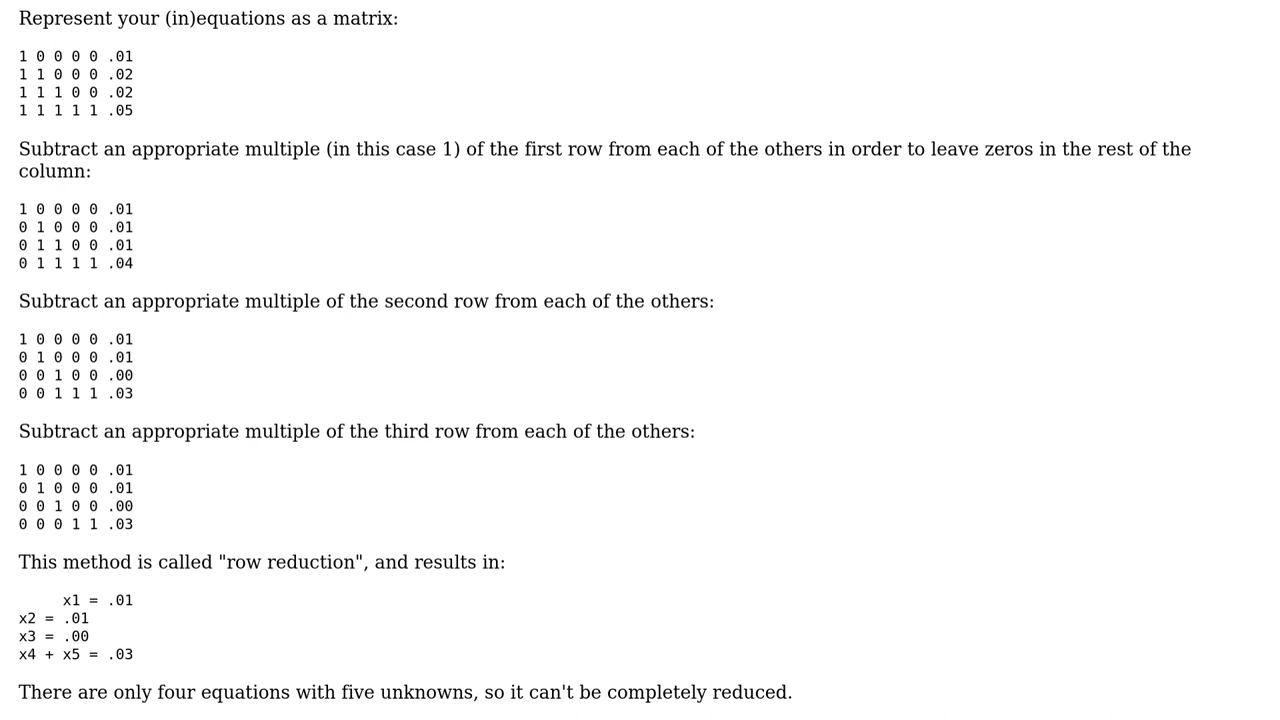 Represent your (in)equations as a matrix:
1 0 0 0 0 .01
1 1 0 0 0 .02
1 1 1 0 0 .02
1 1 1 1 1 .05
Subtract an appropriate multiple (in this case 1) of the first row from each of the others in order to leave zeros in the rest of the
column:
1 0 0 0 0 .01
0 1 0 0 0 .01
0 1 1 0 0 .01
0 1 1 1 1 .04
Subtract an appropriate multiple of the second row from each of the others:
1 0 0 0 0 .01
0 1 0 0 0 .01
0 0 1 0 0 .00
0 0 1 1 1 .03
Subtract an appropriate multiple of the third row from each of the others:
1 0 0 0 0 .01
0 1 0 0 0 .01
0 0 1 0 0 .00
0 0 0 1 1 .03
This method is called "row reduction", and results in:
x1 = .01
x2 = .01
x3 = .00
x4 + x5 = .03
There are only four equations with five unknowns, so it can't be completely reduced.